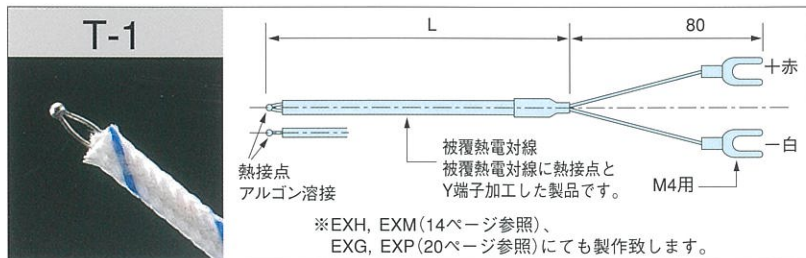 T-1
L
80
+赤
-白
熱接点
アルゴン溶接
被覆熱電対線
被覆熱電対線に熱接点と
Y端子加工した製品です。
M4用
※EXH, EXM(14ページ参照)、
EXG, EXP(20ページ参照)にても製作致します。